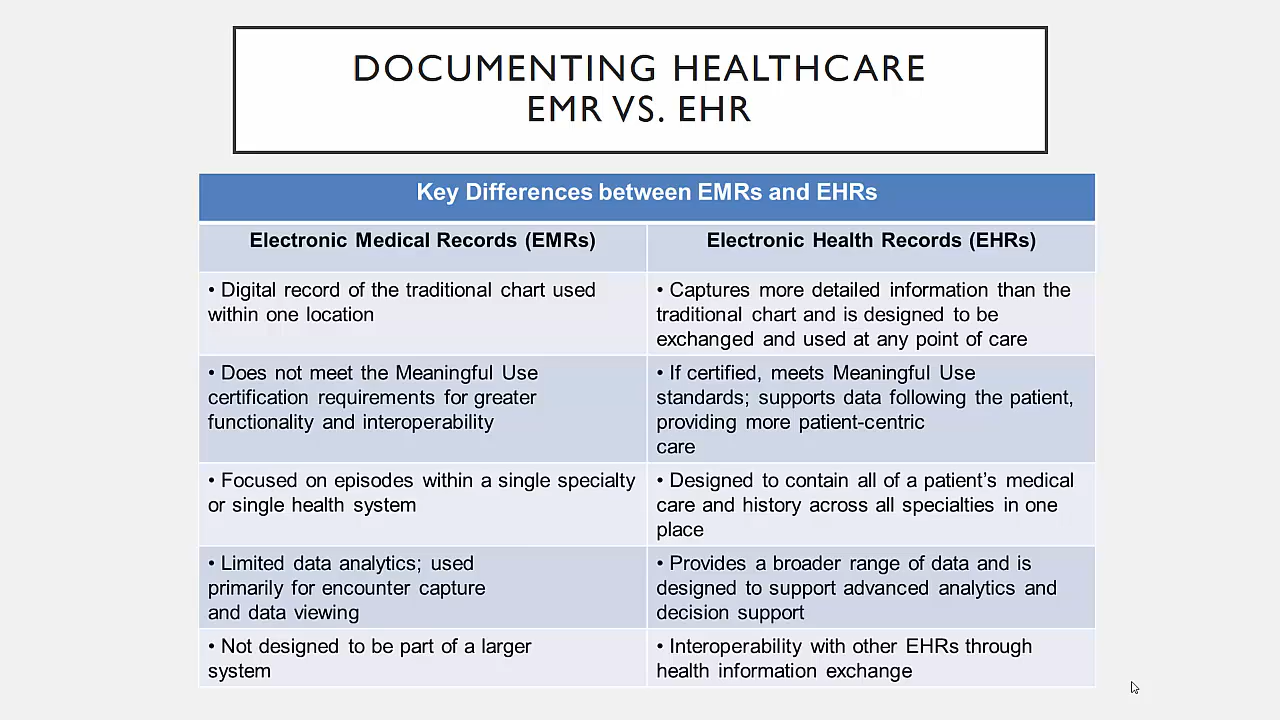 DOCUMENTING HEALTHCARE
EMR VS. EHR
Key Differences between EMRs and EHRs
Electronic Medical Records (EMRs)
Electronic Health Records (EHRs)
• Digital record of the traditional chart used
within one location
• Captures more detailed information than the
traditional chart and is designed to be
exchanged and used at any point of care
• Does not meet the Meaningful Use
certification requirements for greater
functionality and interoperability
• If certified, meets Meaningful Use
standards; supports data following the patient,
providing more patient-centric
care
• Focused on episodes within a single specialty
or single health system
• Designed to contain all of a patient’s medical
care and history across all specialties in one
place
• Limited data analytics; used
primarily for encounter capture
and data viewing
• Provides a broader range of data and is
designed to support advanced analytics and
decision support
• Not designed to be part of a larger
system
• Interoperability with other EHRs through
health information exchange